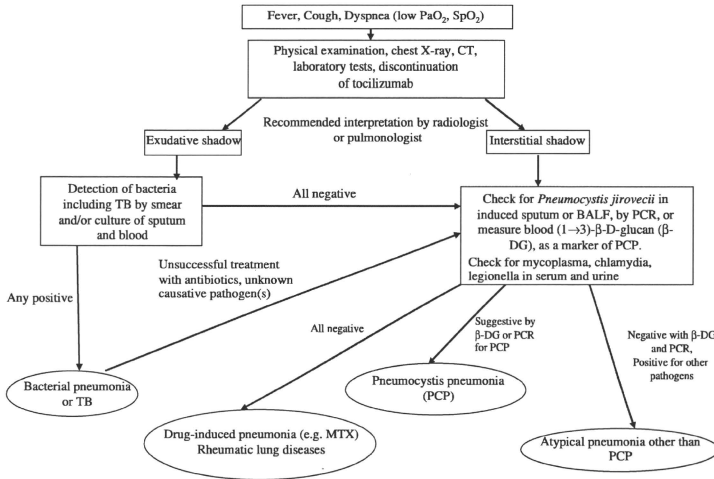 Fever, Cough, Dyspnea (low PaO₂, SpO₂)
Physical examination, chest X-ray, CT,
laboratory tests, discontinuation
of tocilizumab
Recommended interpretation by radiologist
or pulmonologist
Exudative shadow
Interstitial shadow
Detection of bacteria
including TB by smear
and/or culture of sputum
and blood
All negative
Check for Pneumocystis jirovecii in
induced sputum or BALF, by PCR, or
measure blood (1→3)-β-D-glucan (β-
DG), as a marker of PCP.
Check for mycoplasma, chlamydia,
legionella in serum and urine
Unsuccessful treatment
with antibiotics, unknown
causative pathogen(s)
Any positive
All negative
Suggestive by
β-DG or PCR
for PCP
Negative with β-DG
and PCR,
Positive for other
pathogens
Bacterial pneumonia
or TB
Pneumocystis pneumonia
(PCP)
Drug-induced pneumonia (e.g. MTX)
Rheumatic lung diseases
Atypical pneumonia other than
PCP